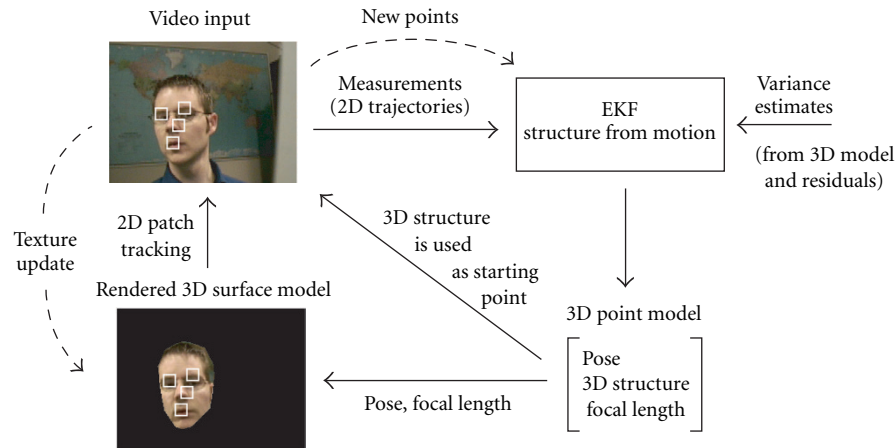 Video input
New points
Measurements
(2D trajectories)
EKF
structure from motion
Variance
estimates
(from 3D model
and residuals)
Texture
update
2D patch
tracking
3D structure
is used
as starting
point
Rendered 3D surface model
3D point model
Pose
3D structure
focal length
Pose, focal length